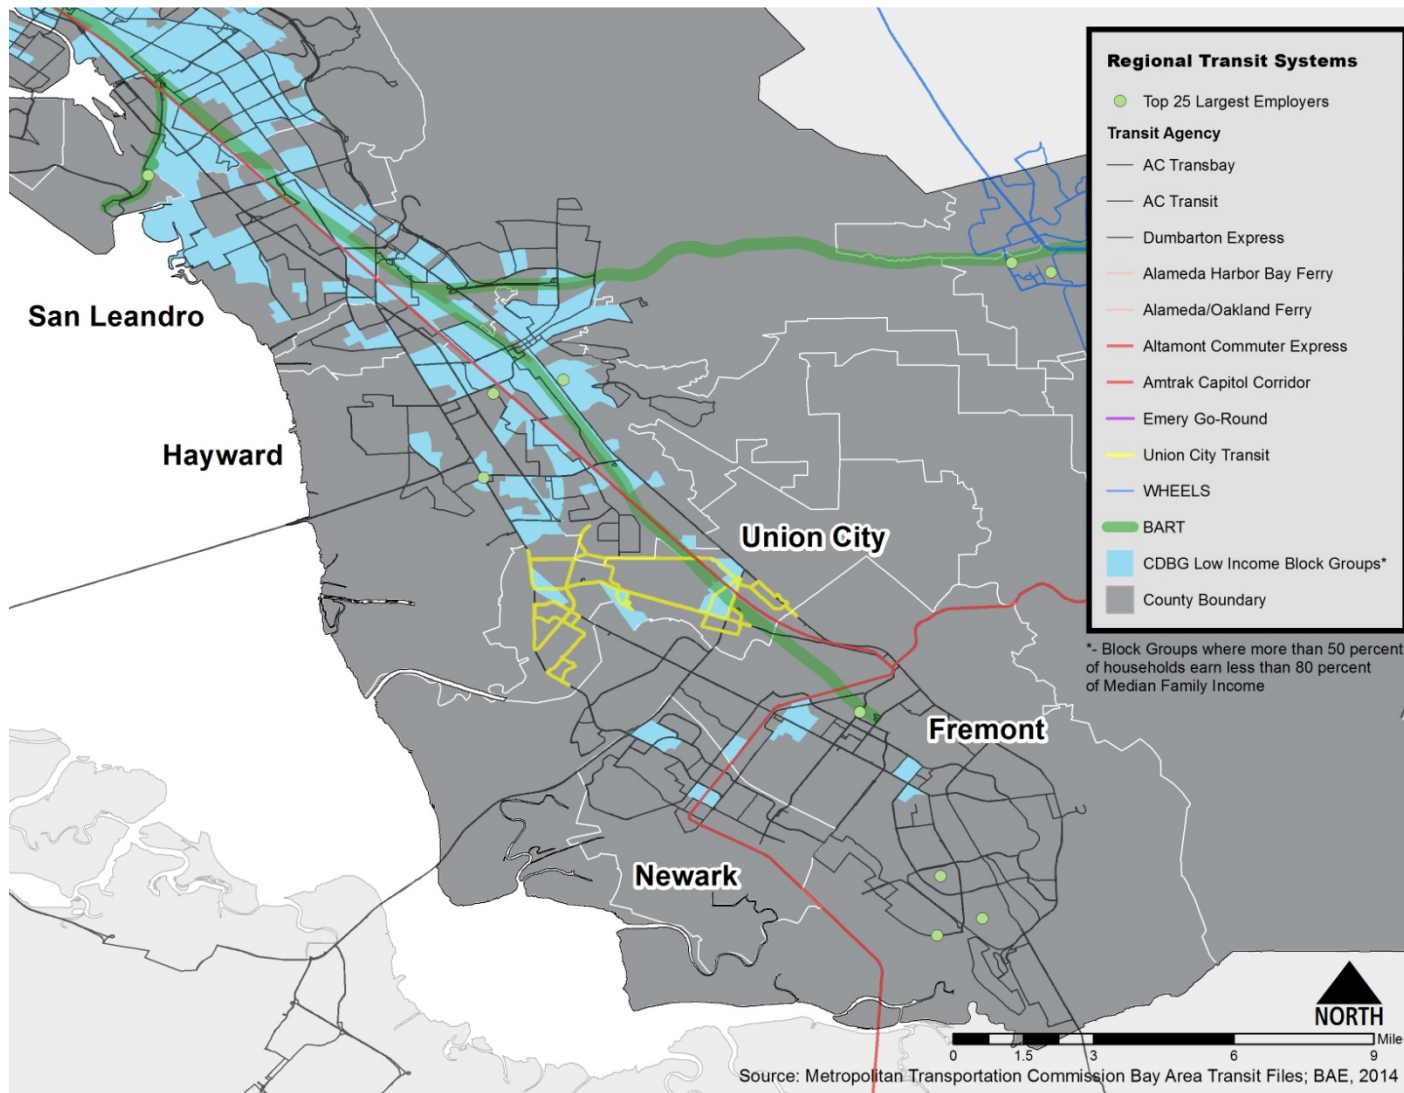 Regional Transit Systems
Top 25 Largest Employers
Transit Agency
AC Transbay
AC Transit
Dumbarton Express
Alameda Harbor Bay Ferry
Alameda/Oakland Ferry
Altamont Commuter Express
Amtrak Capitol Corridor
Emery Go-Round
Union City Transit
WHEELS
BART
CDBG Low Income Block Groups*
County Boundary
*- Block Groups where more than 50 percent
of households earn less than 80 percent
of Median Family Income
San Leandro
Hayward
Union City
Fremont
Newark
NORTH
0 1.5 3 6 9 Mile
Source: Metropolitan Transportation Commission Bay Area Transit Files; BAE, 2014